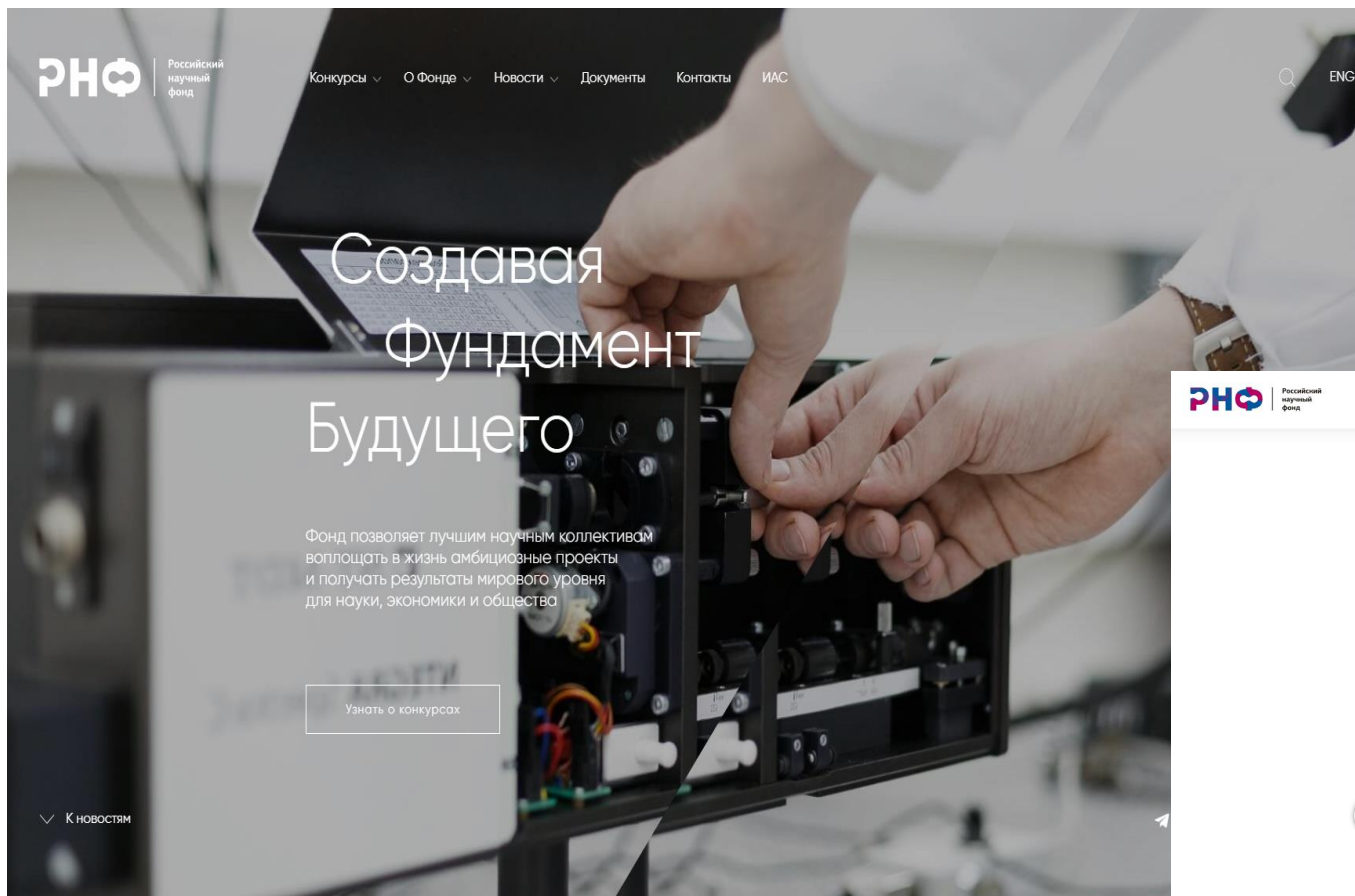 РНФ
Российский
научный
фонд
Конкурсы
О Фонде
Новости
Документы
Контакты
ИАС
ENG
Создавая
Фундамент
Будущего
Фонд позволяет лучшим научным коллективам
воплощать в жизнь амбициозные проекты
и получать результаты мирового уровня
для науки, экономики и общества
Узнать о конкурсах
К новостям
РНФ
Российский
научный
фонд